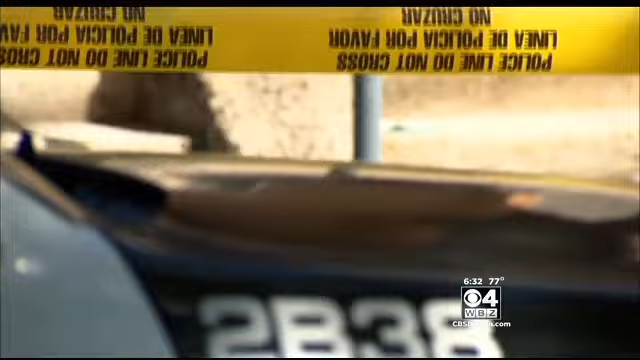 POLICE LINE DO NOT CROSS
LINEA DE POLICIA POR FAVOR
NO CRUZAR
POLICE LINE DO NOT CROSS
LINEA DE POLICIA POR FAVOR
NO CRUZAR
2B38
6:32 77°
4
WBZ